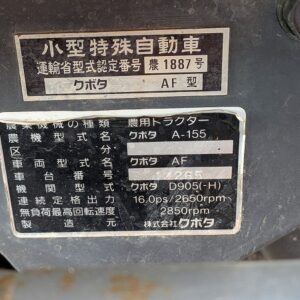 小型特殊自動車
運輸省型式認定番号 農1887号
クボタ AF 型
農業機械の種類 農用トラクター
農機型式名 クボタ A-155
区分
車両型式名 クボタ AF
車台番号 14265
機関型式 クボタ D905(-H)
連続定格出力 16.0ps/2650rpm
無負荷最高回転速度 2850rpm
製造元 株式会社クボタ